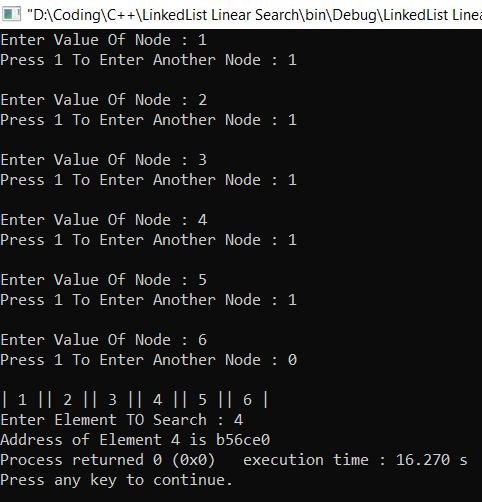 "D:\Coding\C++\LinkedList Linear Search\bin\Debug\LinkedList Linea
Enter Value Of Node : 1
Press 1 To Enter Another Node : 1
Enter Value Of Node : 2
Press 1 To Enter Another Node : 1
Enter Value Of Node : 3
Press 1 To Enter Another Node : 1
Enter Value Of Node : 4
Press 1 To Enter Another Node : 1
Enter Value Of Node : 5
Press 1 To Enter Another Node : 1
Enter Value Of Node : 6
Press 1 To Enter Another Node : 0
| 1 || 2 || 3 || 4 || 5 || 6 |
Enter Element TO Search : 4
Address of Element 4 is b56ce0
Process returned 0 (0x0)   execution time : 16.270 s
Press any key to continue.